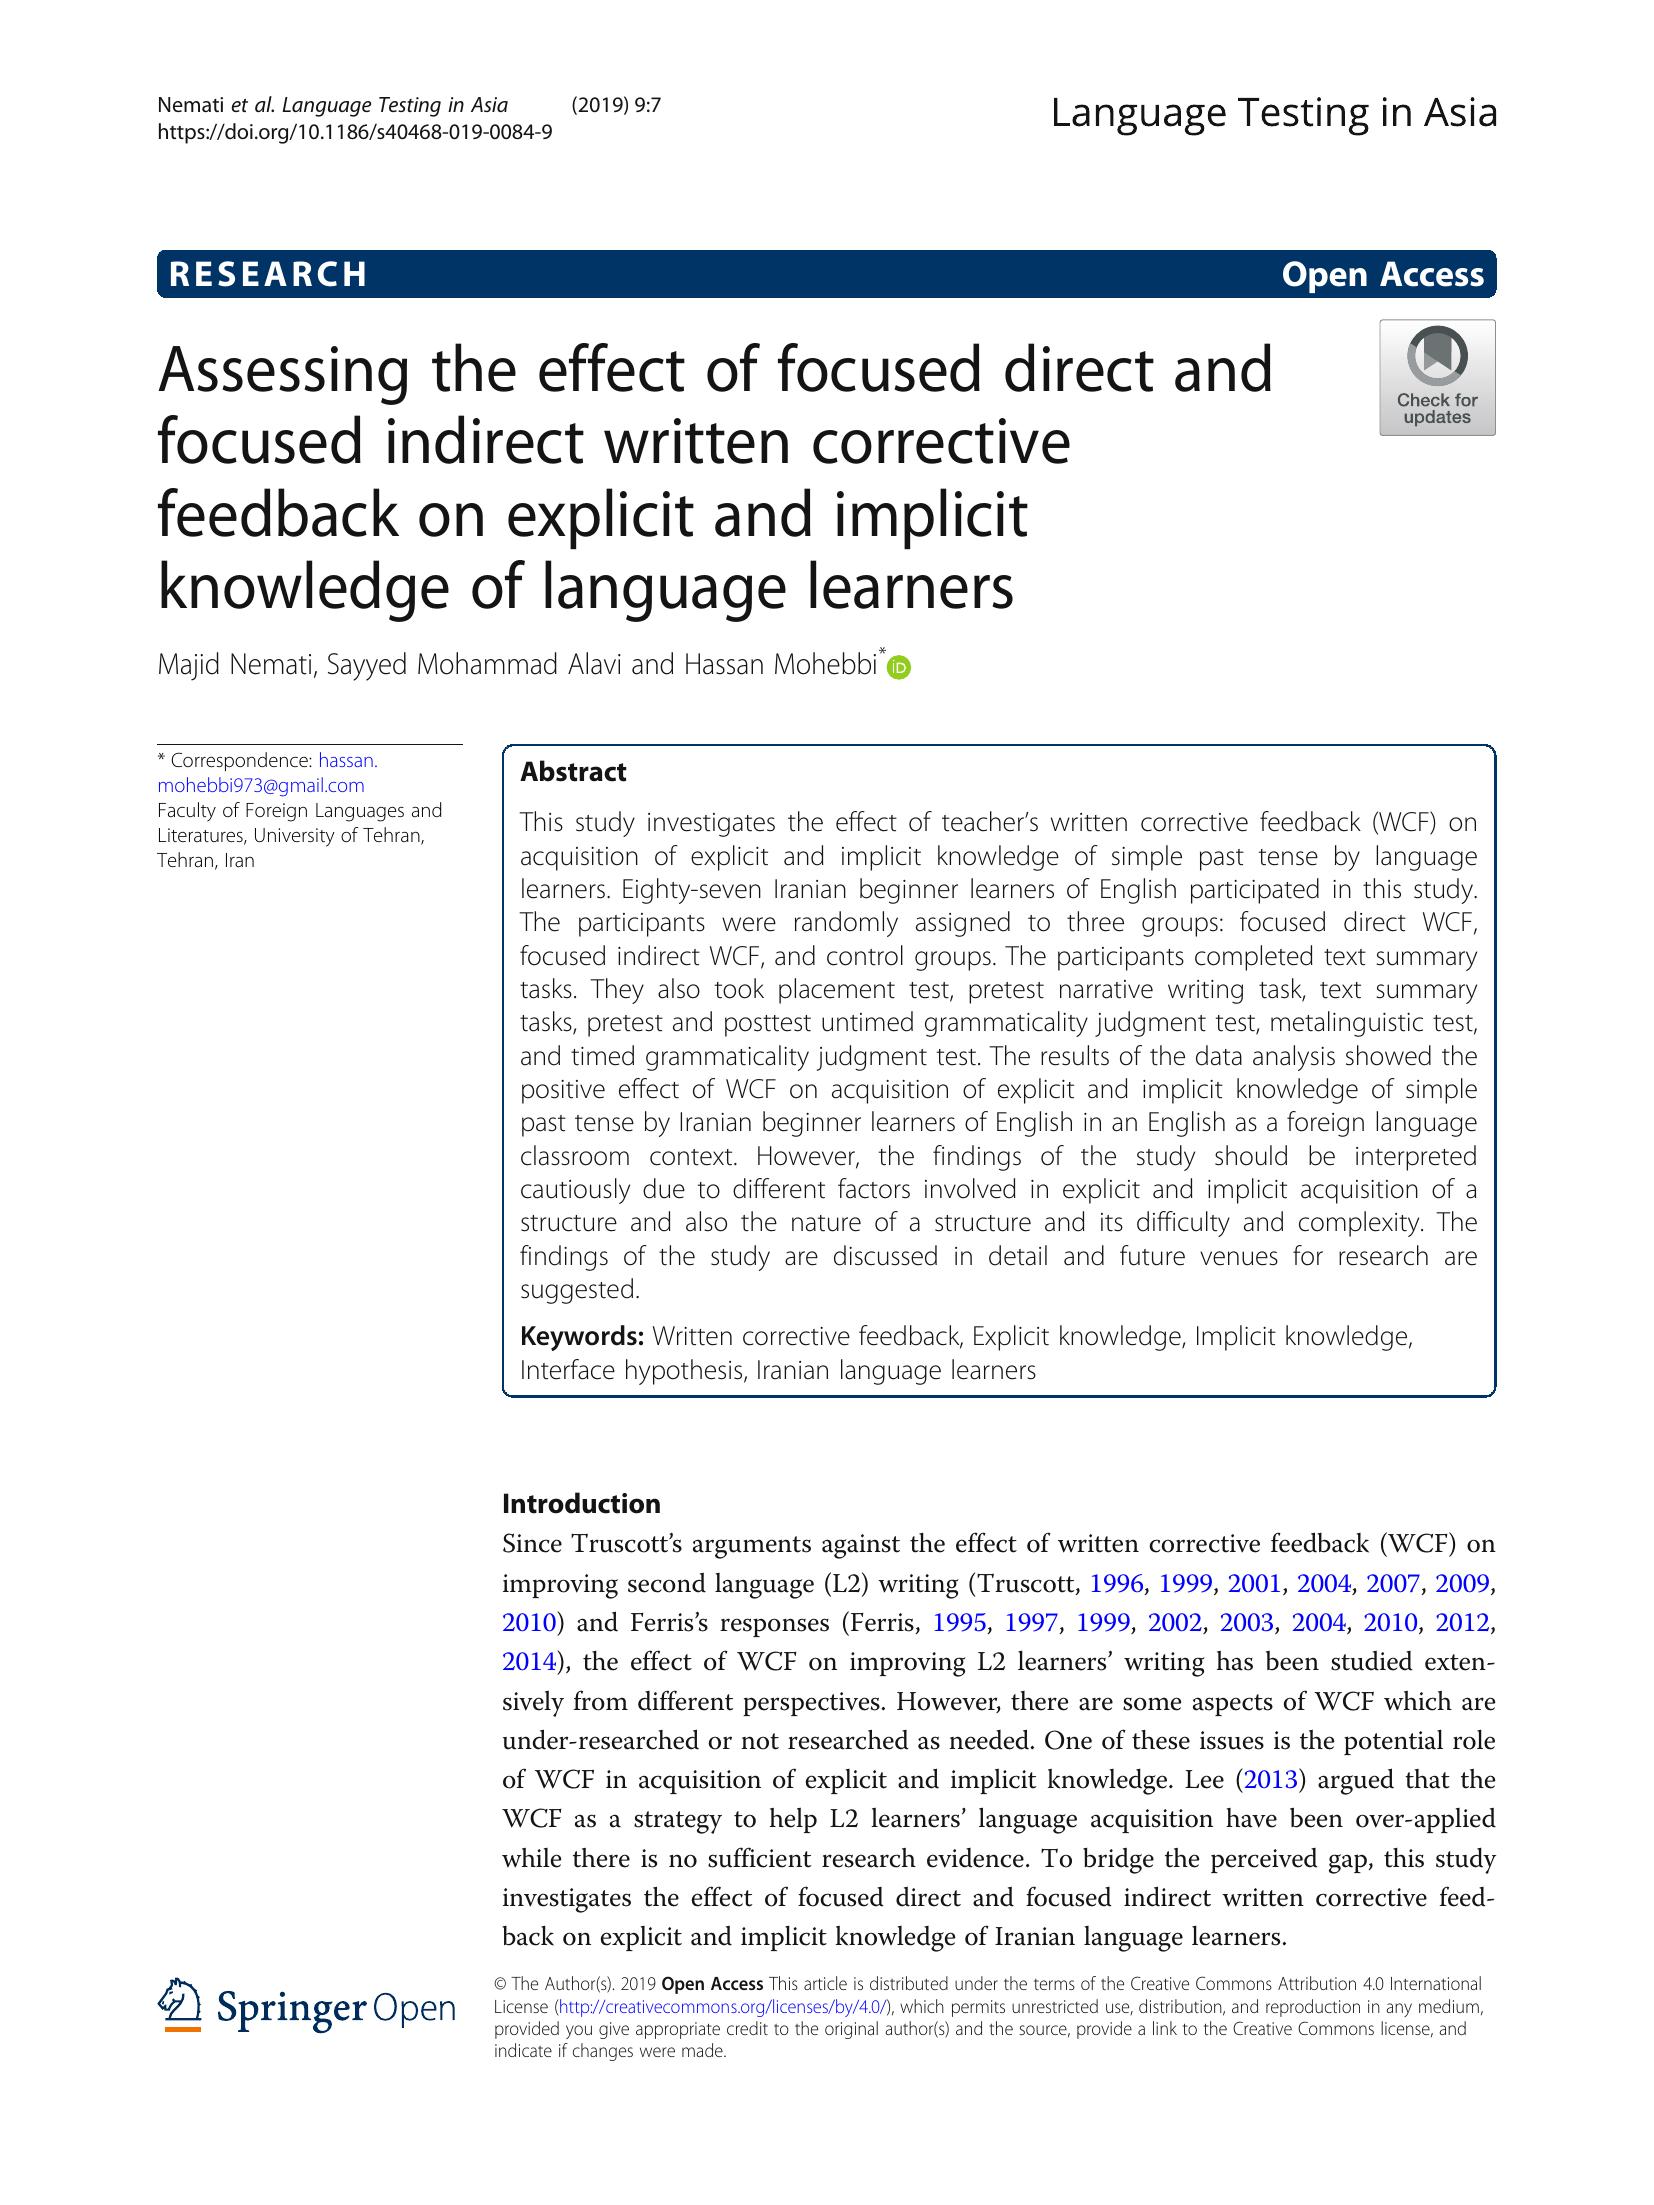 Nemati et al. Language Testing in Asia (2019) 9:7
https://doi.org/10.1186/s40468-019-0084-9
Language Testing in Asia
RESEARCH
Open Access
Check for
updates
Assessing the effect of focused direct and
focused indirect written corrective
feedback on explicit and implicit
knowledge of language learners
Majid Nemati, Sayyed Mohammad Alavi and Hassan Mohebbi* iD
* Correspondence: hassan.
mohebbi973@gmail.com
Faculty of Foreign Languages and
Literatures, University of Tehran,
Tehran, Iran
Abstract
This study investigates the effect of teacher’s written corrective feedback (WCF) on
acquisition of explicit and implicit knowledge of simple past tense by language
learners. Eighty-seven Iranian beginner learners of English participated in this study.
The participants were randomly assigned to three groups: focused direct WCF,
focused indirect WCF, and control groups. The participants completed text summary
tasks. They also took placement test, pretest narrative writing task, text summary
tasks, pretest and posttest untimed grammaticality judgment test, metalinguistic test,
and timed grammaticality judgment test. The results of the data analysis showed the
positive effect of WCF on acquisition of explicit and implicit knowledge of simple
past tense by Iranian beginner learners of English in an English as a foreign language
classroom context. However, the findings of the study should be interpreted
cautiously due to different factors involved in explicit and implicit acquisition of a
structure and also the nature of a structure and its difficulty and complexity. The
findings of the study are discussed in detail and future venues for research are
suggested.
Keywords: Written corrective feedback, Explicit knowledge, Implicit knowledge,
Interface hypothesis, Iranian language learners
Introduction
Since Truscott’s arguments against the effect of written corrective feedback (WCF) on
improving second language (L2) writing (Truscott, 1996, 1999, 2001, 2004, 2007, 2009,
2010) and Ferris’s responses (Ferris, 1995, 1997, 1999, 2002, 2003, 2004, 2010, 2012,
2014), the effect of WCF on improving L2 learners’ writing has been studied exten-
sively from different perspectives. However, there are some aspects of WCF which are
under-researched or not researched as needed. One of these issues is the potential role
of WCF in acquisition of explicit and implicit knowledge. Lee (2013) argued that the
WCF as a strategy to help L2 learners’ language acquisition have been over-applied
while there is no sufficient research evidence. To bridge the perceived gap, this study
investigates the effect of focused direct and focused indirect written corrective feed-
back on explicit and implicit knowledge of Iranian language learners.
Springer Open
© The Author(s). 2019 Open Access This article is distributed under the terms of the Creative Commons Attribution 4.0 International
License (http://creativecommons.org/licenses/by/4.0/), which permits unrestricted use, distribution, and reproduction in any medium,
provided you give appropriate credit to the original author(s) and the source, provide a link to the Creative Commons license, and
indicate if changes were made.